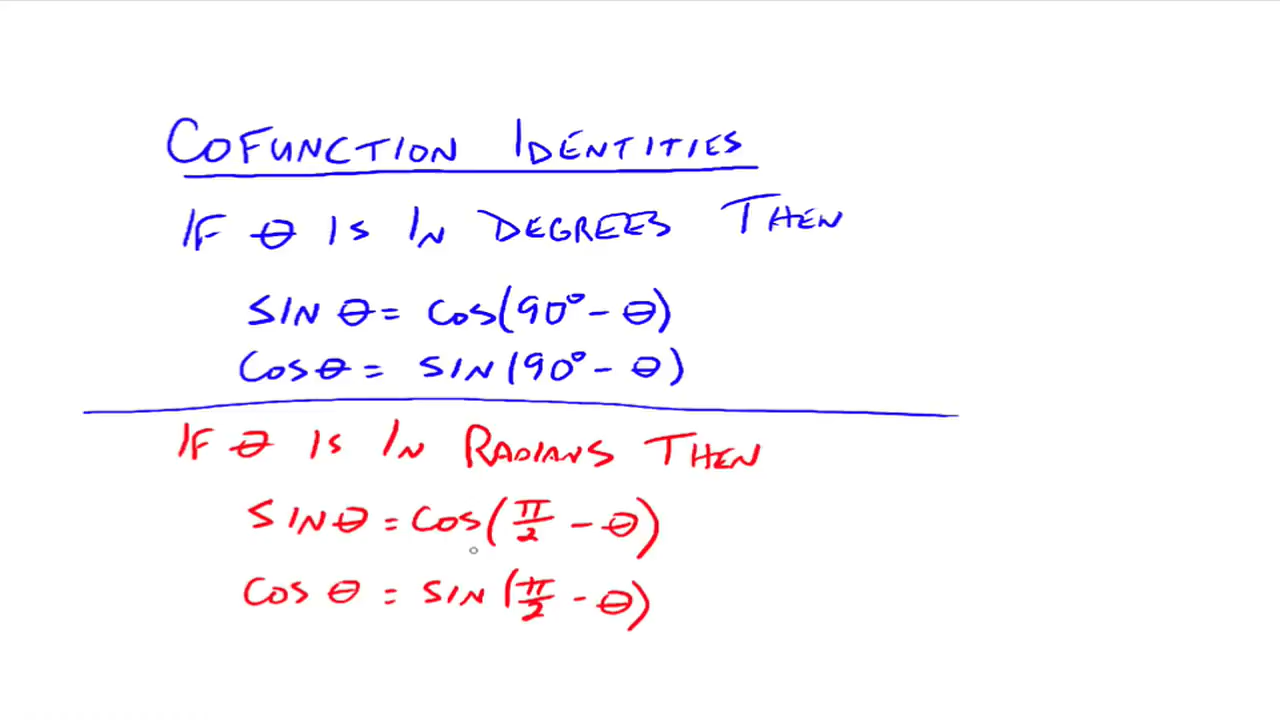 COFUNCTION IDENTITIES
IF θ IS IN DEGREES THEN
SIN θ = COS(90° - θ)
COS θ = SIN(90° - θ)
IF θ IS IN RADIANS THEN
SIN θ = COS(π/2 - θ)
COS θ = SIN(π/2 - θ)